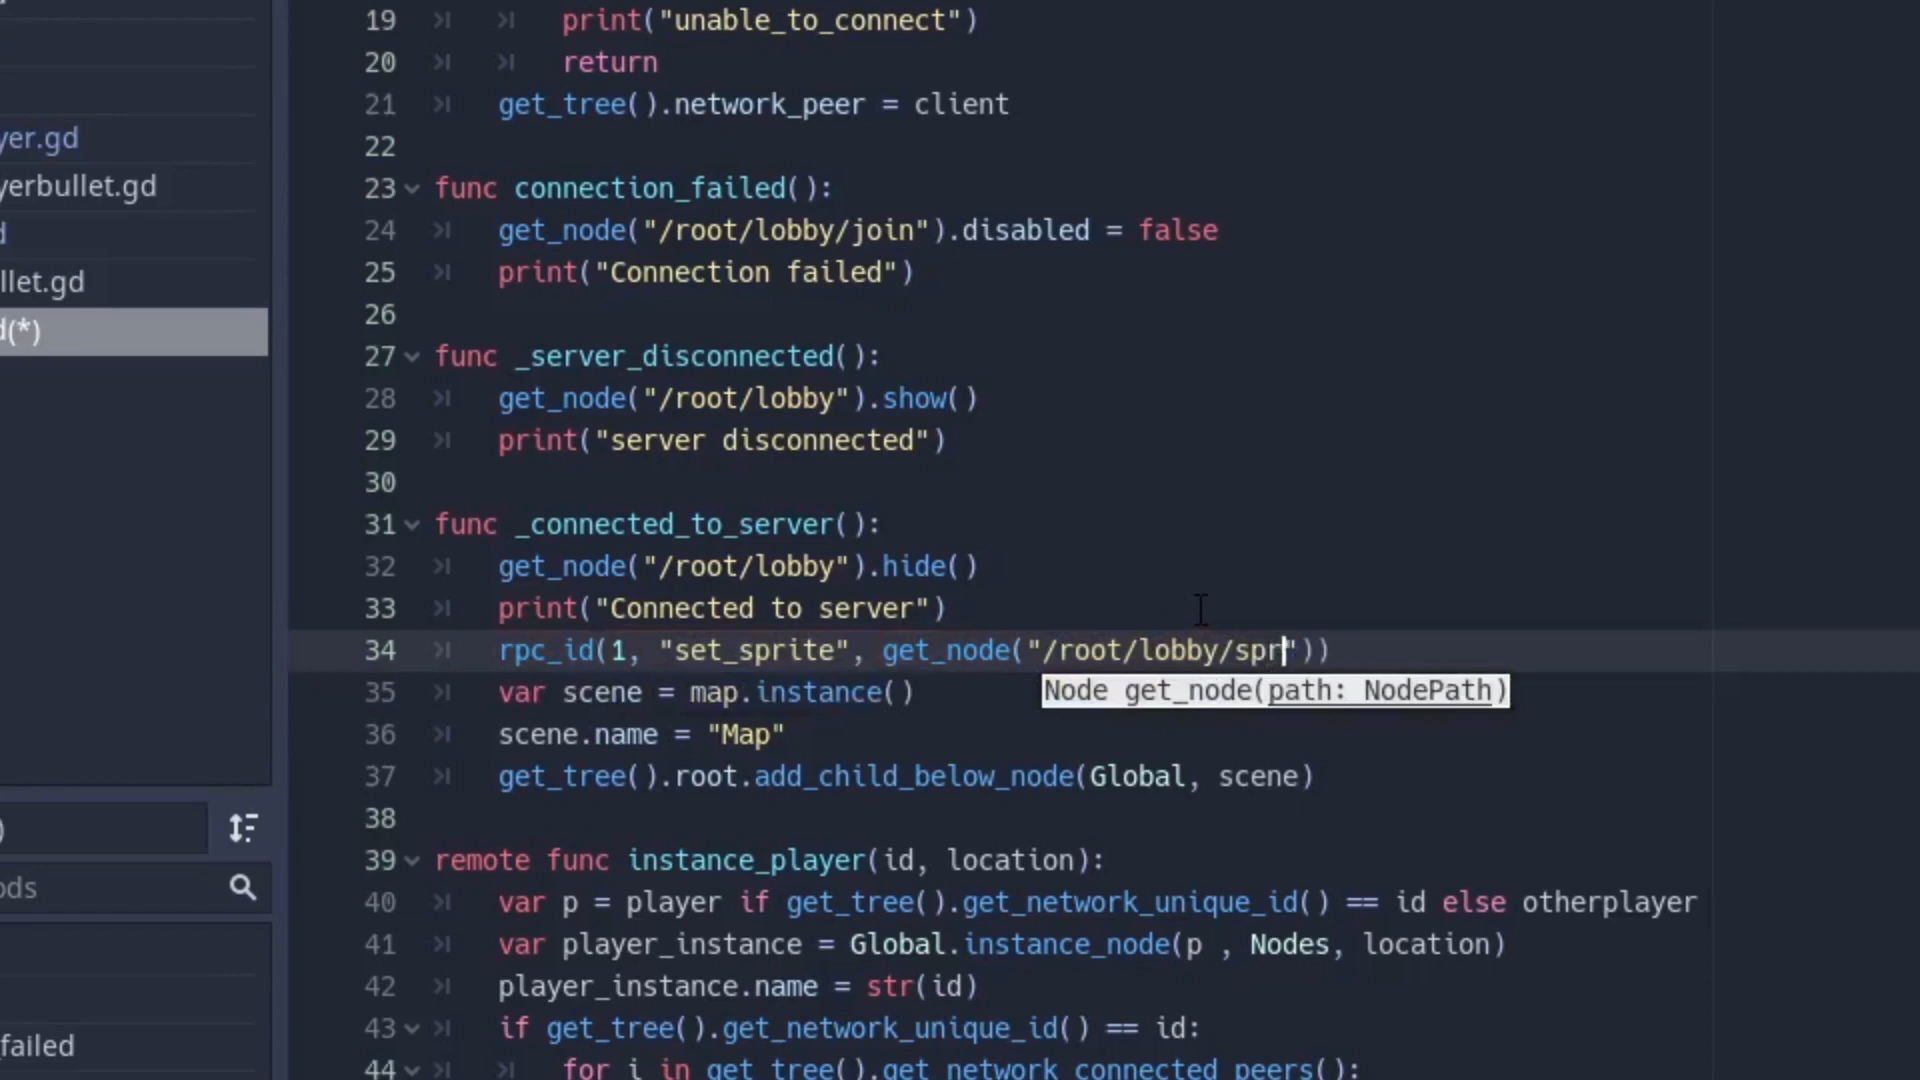 19 print("unable_to_connect")
20 return
21 get_tree().network_peer = client
22
23 func connection_failed():
24 get_node("/root/lobby/join").disabled = false
25 print("Connection failed")
26
27 func _server_disconnected():
28 get_node("/root/lobby").show()
29 print("server disconnected")
30
31 func _connected_to_server():
32 get_node("/root/lobby").hide()
33 print("Connected to server")
34 rpc_id(1, "set_sprite", get_node("/root/lobby/spr"))
Node get_node(path: NodePath)
35 var scene = map.instance()
36 scene.name = "Map"
37 get_tree().root.add_child_below_node(Global, scene)
38
39 remote func instance_player(id, location):
40 var p = player if get_tree().get_network_unique_id() == id else otherplayer
41 var player_instance = Global.instance_node(p , Nodes, location)
42 player_instance.name = str(id)
43 if get_tree().get_network_unique_id() == id:
44 for i in get_tree().get_network_connected_peers():
yer.gd
yerbullet.gd
d
llet.gd
d(*)
)
ods
failed